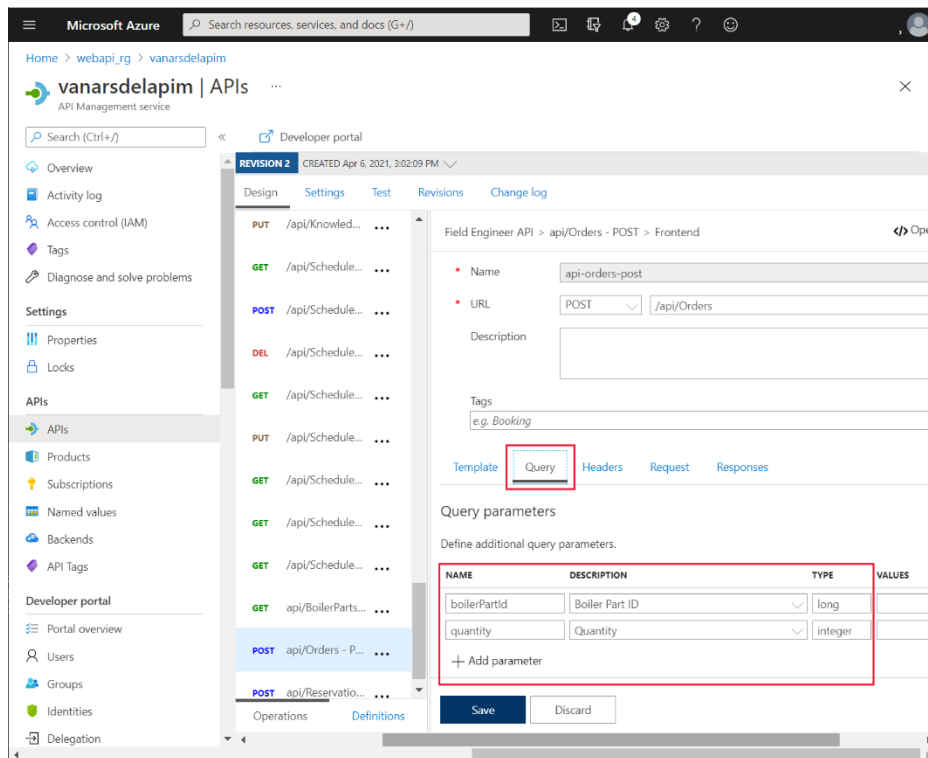 Microsoft Azure
Search resources, services, and docs (G+/)
4
Home > webapi_rg > vanarsdelapim
vanarsdelapim | APIs ...
API Management service
Search (Ctrl+/)
«
Developer portal
Overview
Activity log
Access control (IAM)
Tags
Diagnose and solve problems
Settings
Properties
Locks
APIs
APIs
Products
Subscriptions
Named values
Backends
API Tags
Developer portal
Portal overview
Users
Groups
Identities
Delegation
REVISION 2 CREATED Apr 6, 2021, 3:02:09 PM
Design Settings Test Revisions Change log
PUT /api/Knowled... ...
GET /api/Schedule... ...
POST /api/Schedule... ...
DEL /api/Schedule... ...
GET /api/Schedule... ...
PUT /api/Schedule... ...
GET /api/Schedule... ...
GET /api/Schedule... ...
GET /api/Schedule... ...
GET api/BoilerParts... ...
POST api/Orders - P... ...
POST api/Reservatio... ...
Operations Definitions
Field Engineer API > api/Orders - POST > Frontend
</> Ope
* Name api-orders-post
* URL POST /api/Orders
Description
Tags
e.g. Booking
Template Query Headers Request Responses
Query parameters
Define additional query parameters.
NAME DESCRIPTION TYPE VALUES
boilerPartId Boiler Part ID long
quantity Quantity integer
+ Add parameter
Save Discard